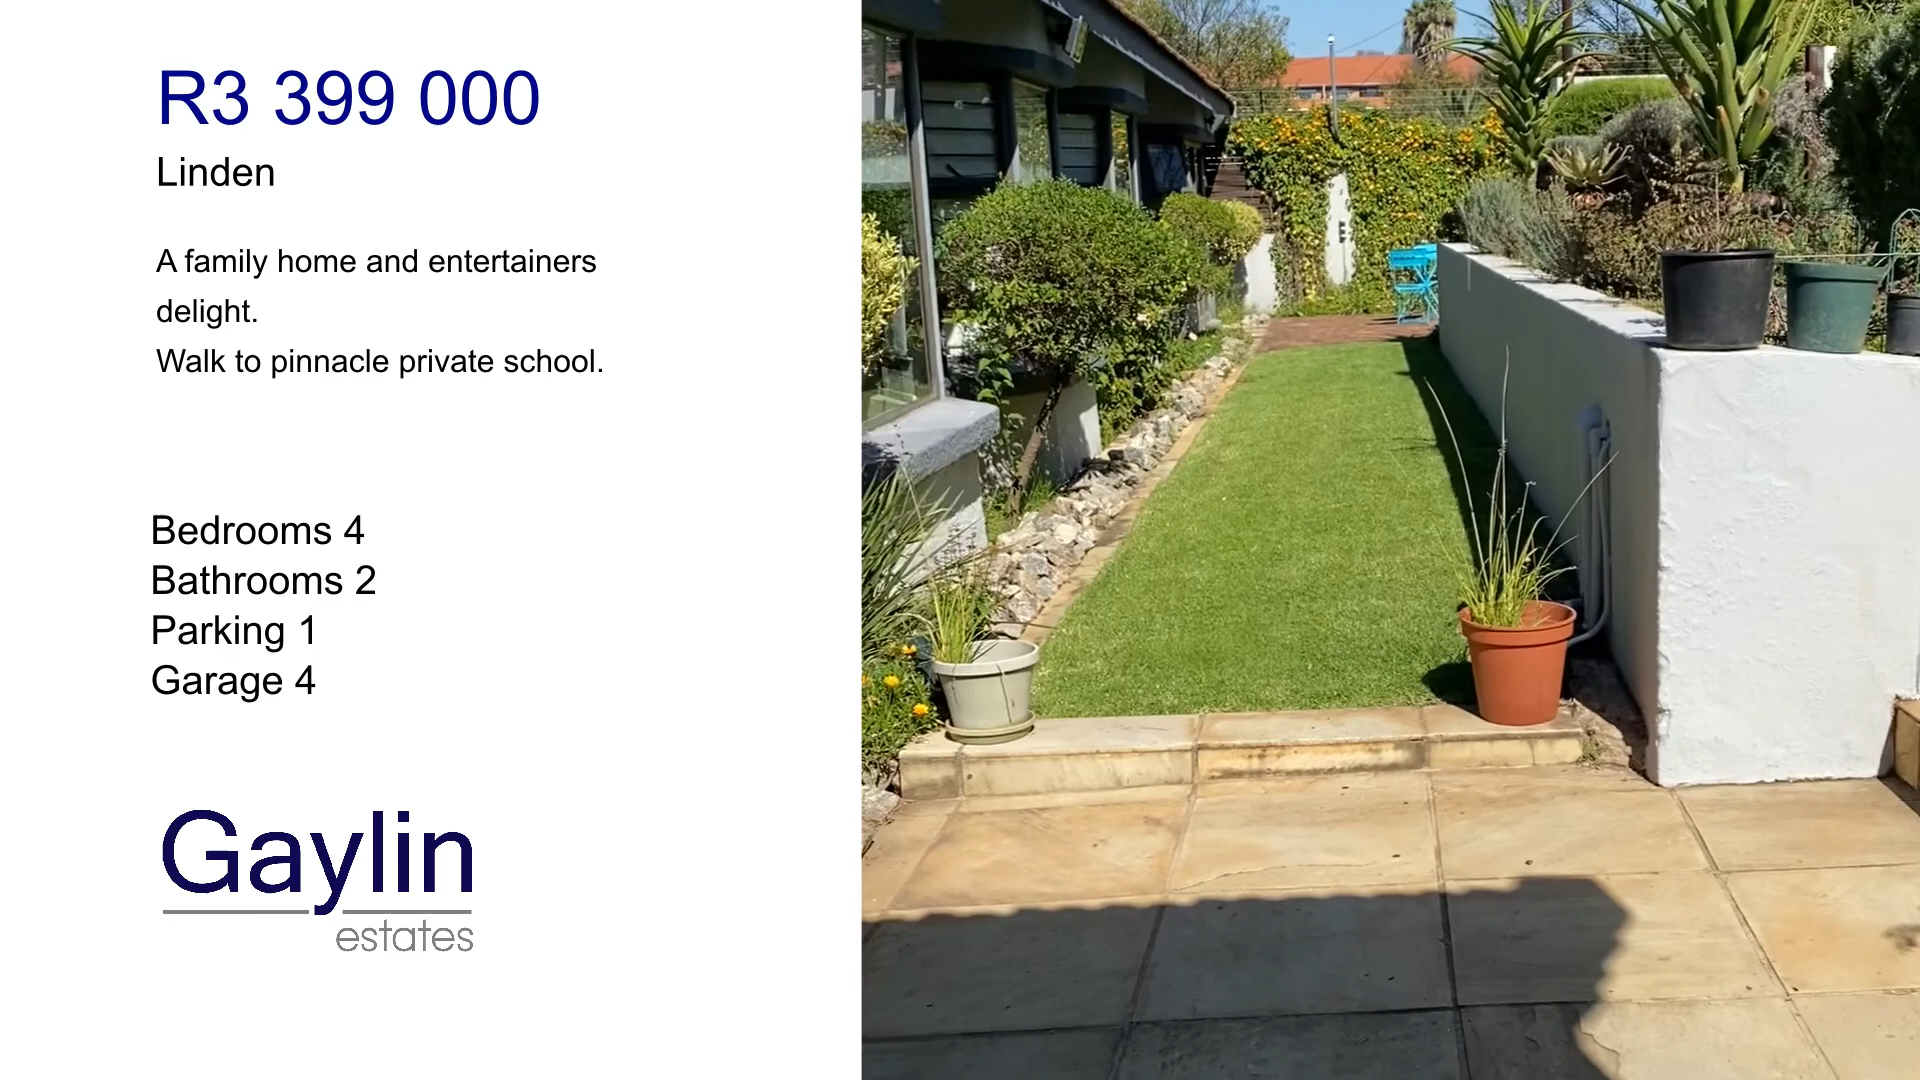 R3 399 000
Linden
A family home and entertainers
delight.
Walk to pinnacle private school.
Bedrooms 4
Bathrooms 2
Parking 1
Garage 4
Gaylin
estates